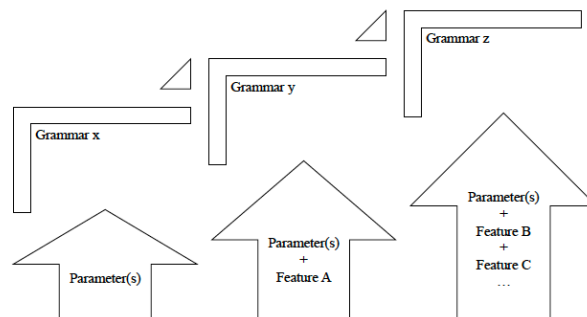 Grammar x
Grammar y
Grammar z
Parameter(s)
Parameter(s)
+
Feature A
Parameter(s)
+
Feature B
+
Feature C
...